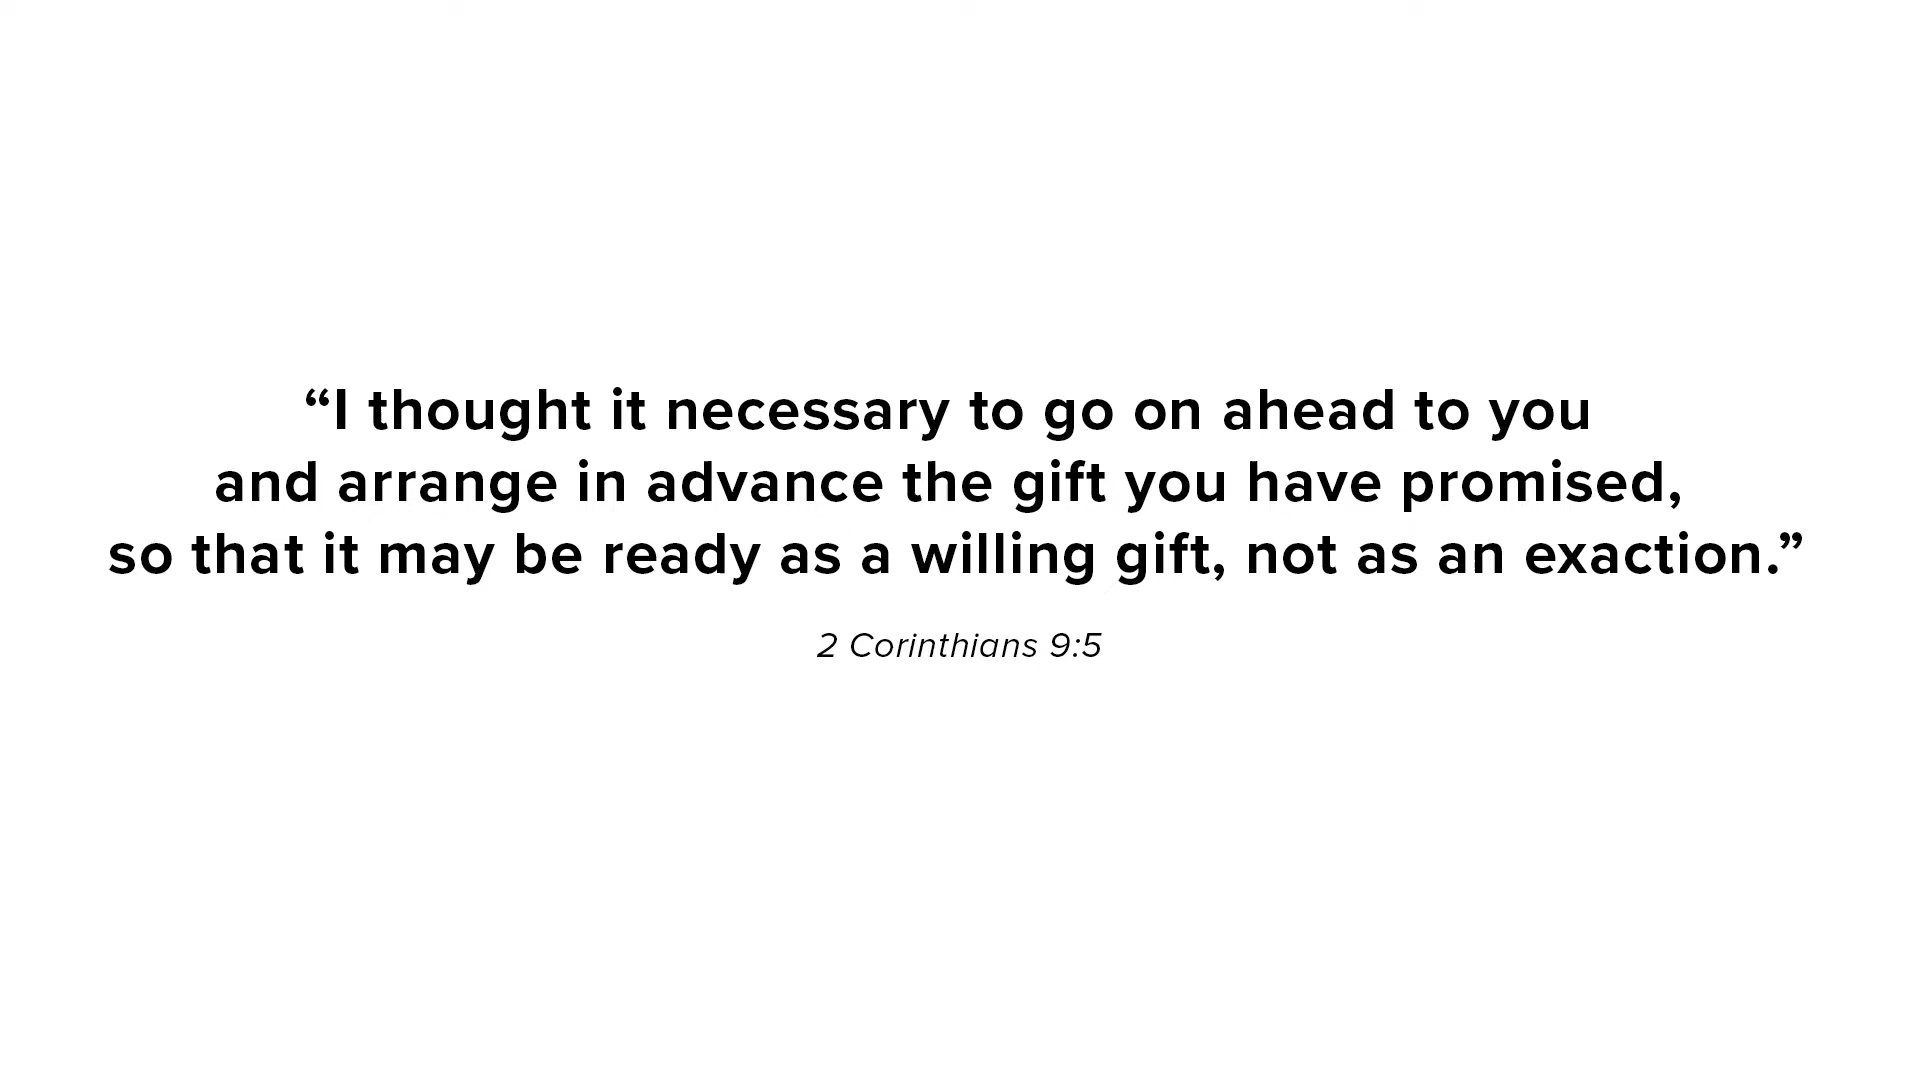 “I thought it necessary to go on ahead to you
and arrange in advance the gift you have promised,
so that it may be ready as a willing gift, not as an exaction.”
2 Corinthians 9:5